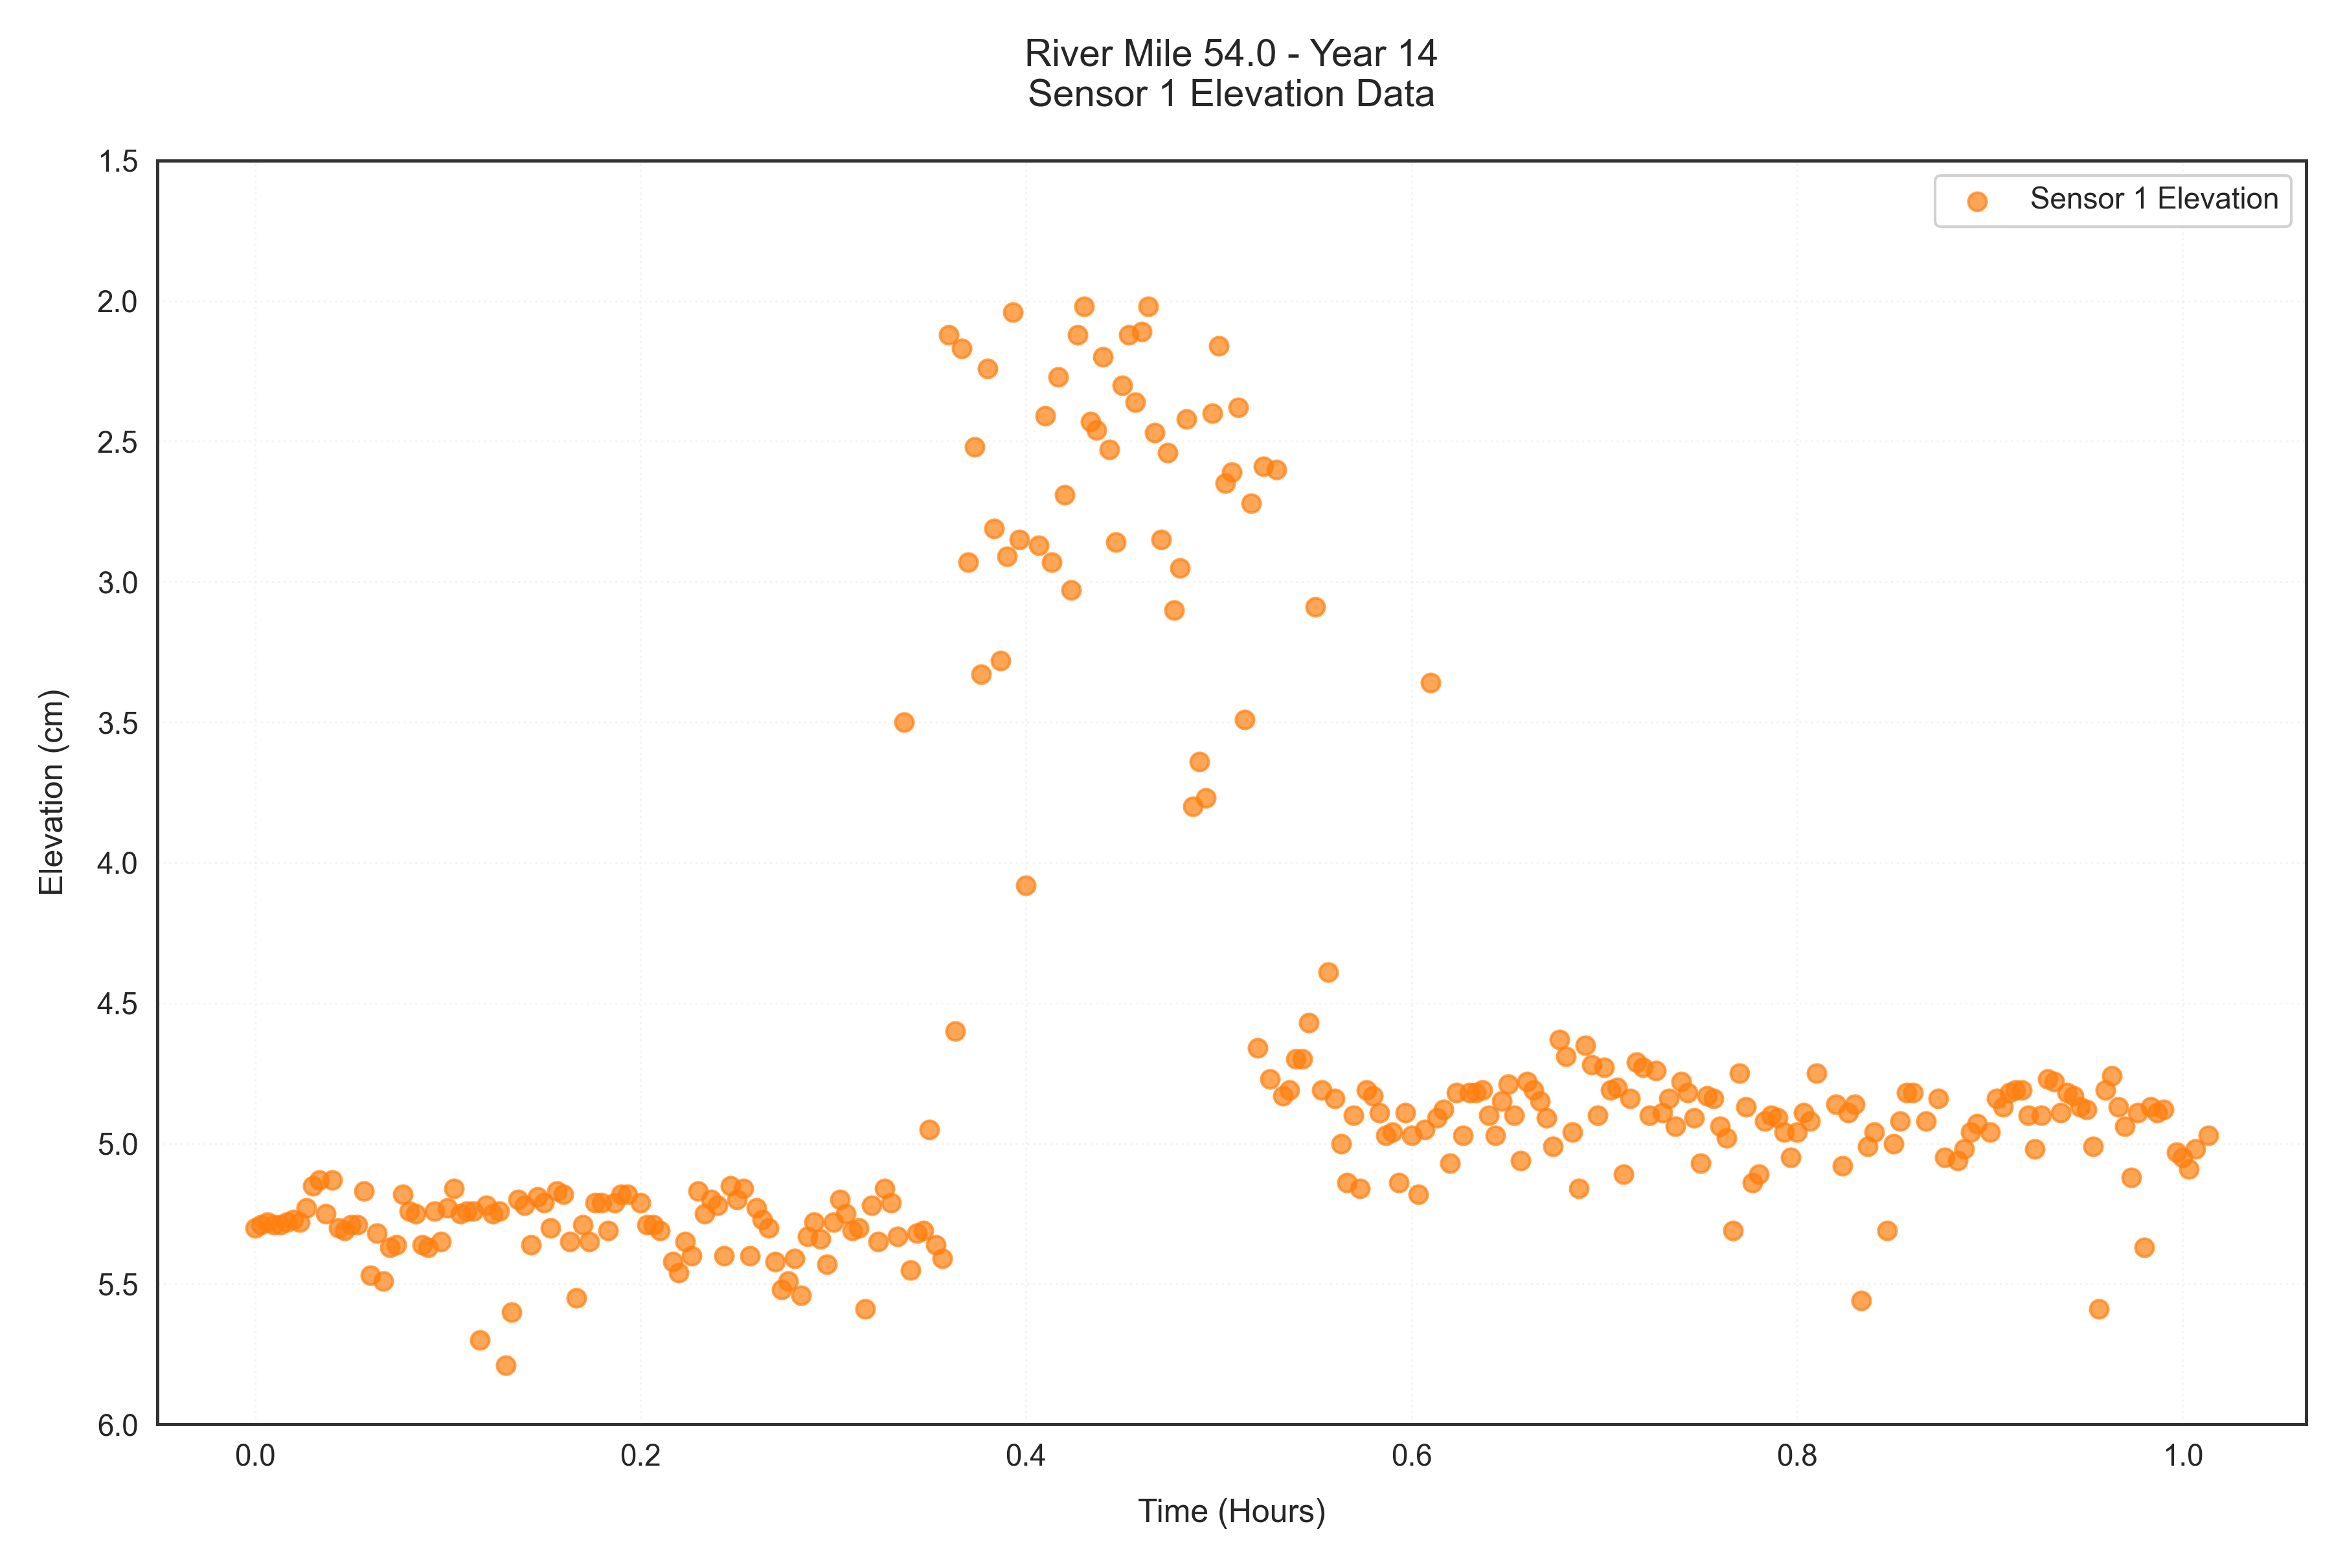 River Mile 54.0 - Year 14
Sensor 1 Elevation Data
Sensor 1 Elevation
Elevation (cm)
1.5
2.0
2.5
3.0
3.5
4.0
4.5
5.0
5.5
6.0
0.0 0.2 0.4 0.6 0.8 1.0
Time (Hours)